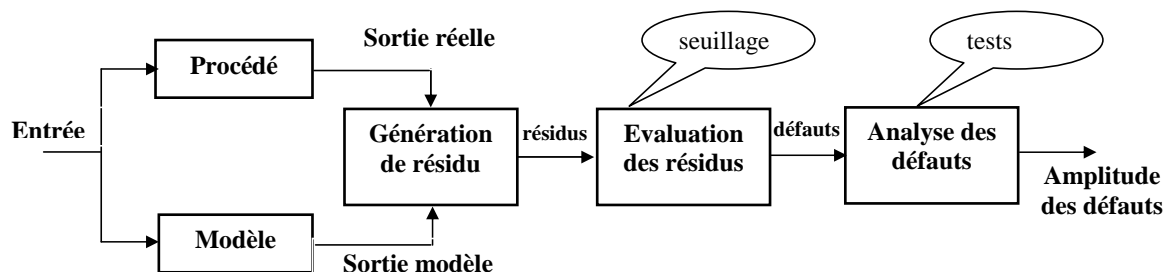 Sortie réelle
seuillage
tests
Procédé
Entrée
Génération
de résidu
résidus
Evaluation
des résidus
défauts
Analyse des
défauts
Amplitude
des défauts
Modèle
Sortie modèle